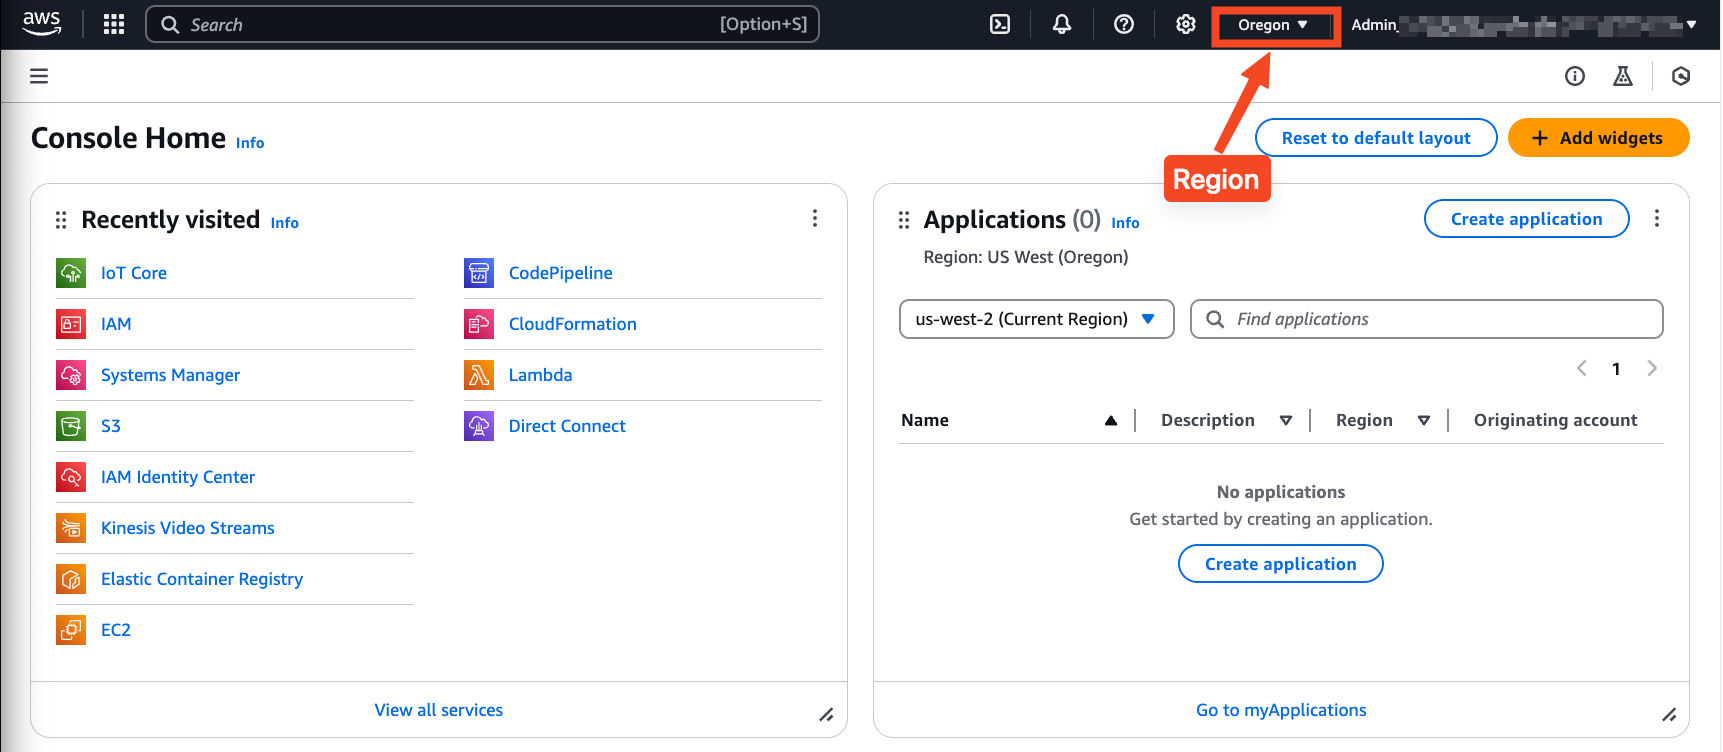 aws
Search [Option+S] Oregon Admin_
Console Home Info
Reset to default layout
+ Add widgets
Region
Recently visited Info
IoT Core
IAM
Systems Manager
S3
IAM Identity Center
Kinesis Video Streams
Elastic Container Registry
EC2
CodePipeline
CloudFormation
Lambda
Direct Connect
View all services
Applications (0) Info
Create application
Region: US West (Oregon)
us-west-2 (Current Region)
Find applications
1
Name Description Region Originating account
No applications
Get started by creating an application.
Create application
Go to myApplications